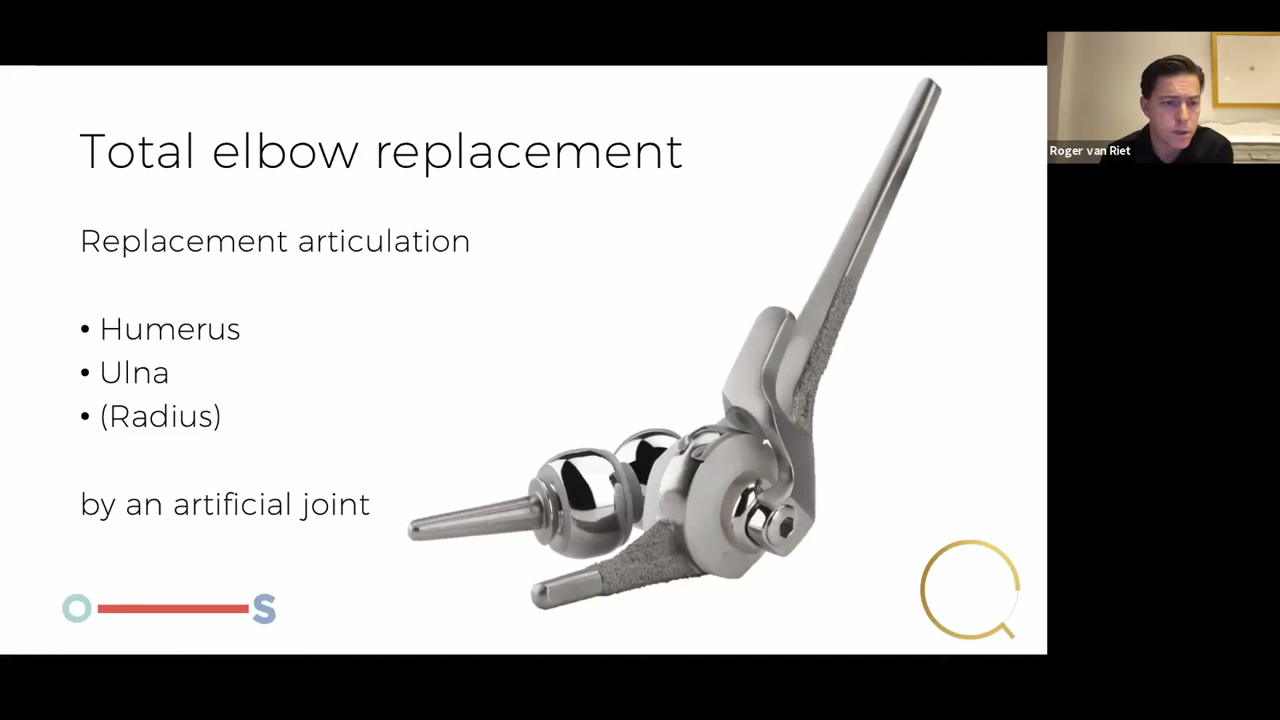 Total elbow replacement
Replacement articulation
• Humerus
• Ulna
• (Radius)
by an artificial joint
O S
Roger van Riet